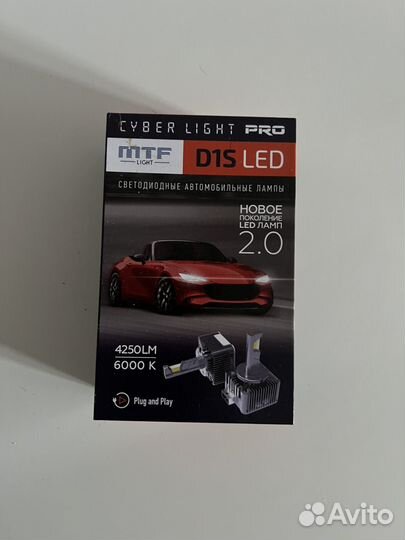 CYBER LIGHT PRO
MTF
LIGHT
D1S LED
СВЕТОДИОДНЫЕ АВТОМОБИЛЬНЫЕ ЛАМПЫ
НОВОЕ
ПОКОЛЕНИЕ
LED ЛАМП
2.0
4250LM
6000 K
Plug and Play
Avito